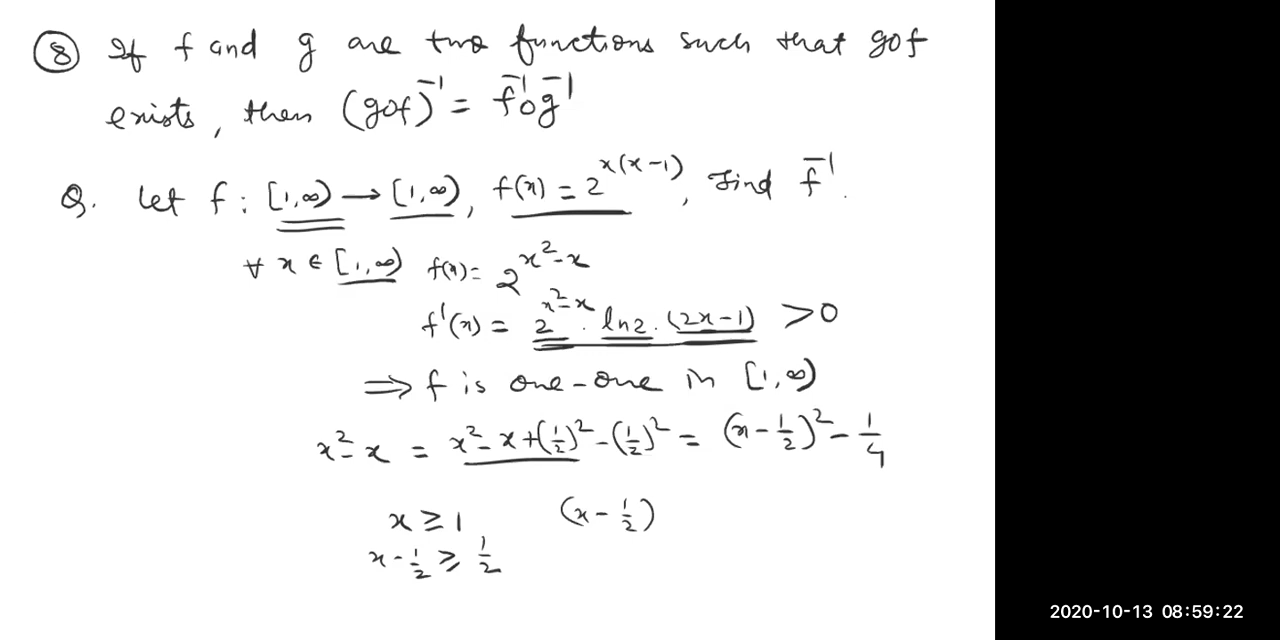 ⑧ If f and g are two functions such that gof
exists, then (gof)⁻¹ = f⁻¹og⁻¹
Q. Let f : [1,∞) → [1,∞), f(x) = 2^{x(x-1)}, find f⁻¹.
∀ x ∈ [1,∞) f(x) = 2^{x²-x}
f'(x) = 2^{x²-x} · ln2 · (2x-1) > 0
⇒ f is one-one in [1,∞)
x²-x = x²-x+(1/2)²-(1/2)² = (x-1/2)²-1/4
x ≥ 1 (x-1/2)
x-1/2 ≥ 1/2
2020-10-13 08:59:22